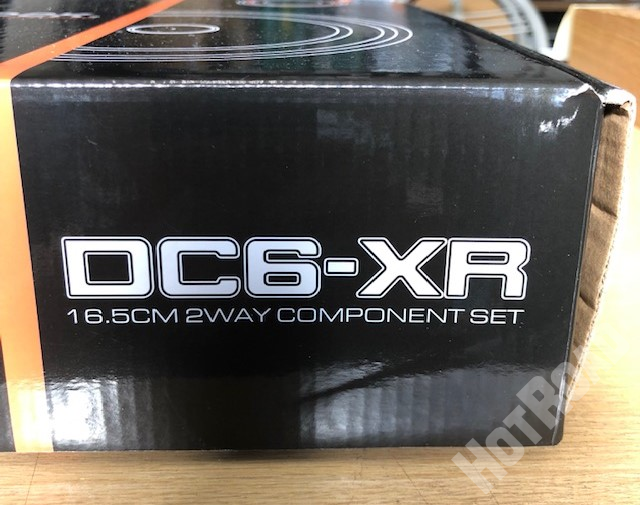 DC6-XR
16.5CM 2WAY COMPONENT SET